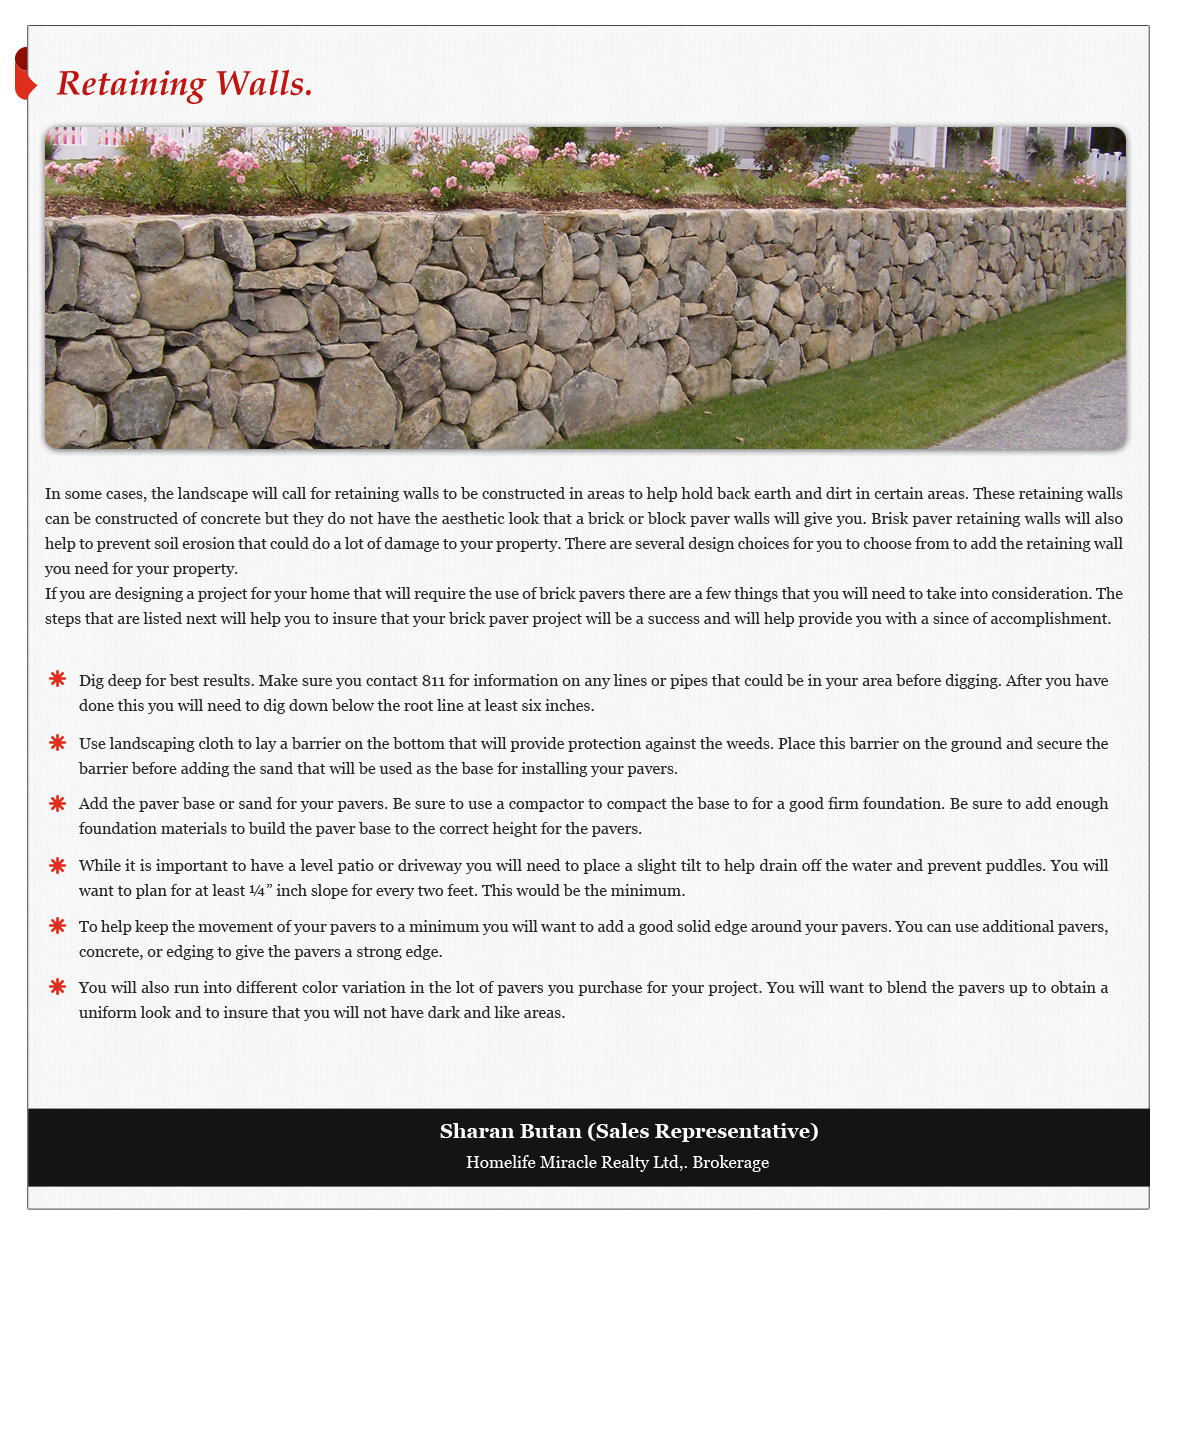 Retaining Walls.
In some cases, the landscape will call for retaining walls to be constructed in areas to help hold back earth and dirt in certain areas. These retaining walls
can be constructed of concrete but they do not have the aesthetic look that a brick or block paver walls will give you. Brisk paver retaining walls will also
help to prevent soil erosion that could do a lot of damage to your property. There are several design choices for you to choose from to add the retaining wall
you need for your property.
If you are designing a project for your home that will require the use of brick pavers there are a few things that you will need to take into consideration. The
steps that are listed next will help you to insure that your brick paver project will be a success and will help provide you with a since of accomplishment.
Dig deep for best results. Make sure you contact 811 for information on any lines or pipes that could be in your area before digging. After you have
done this you will need to dig down below the root line at least six inches.
Use landscaping cloth to lay a barrier on the bottom that will provide protection against the weeds. Place this barrier on the ground and secure the
barrier before adding the sand that will be used as the base for installing your pavers.
Add the paver base or sand for your pavers. Be sure to use a compactor to compact the base to for a good firm foundation. Be sure to add enough
foundation materials to build the paver base to the correct height for the pavers.
While it is important to have a level patio or driveway you will need to place a slight tilt to help drain off the water and prevent puddles. You will
want to plan for at least ¼” inch slope for every two feet. This would be the minimum.
To help keep the movement of your pavers to a minimum you will want to add a good solid edge around your pavers. You can use additional pavers,
concrete, or edging to give the pavers a strong edge.
You will also run into different color variation in the lot of pavers you purchase for your project. You will want to blend the pavers up to obtain a
uniform look and to insure that you will not have dark and like areas.
Sharan Butan (Sales Representative)
Homelife Miracle Realty Ltd,. Brokerage